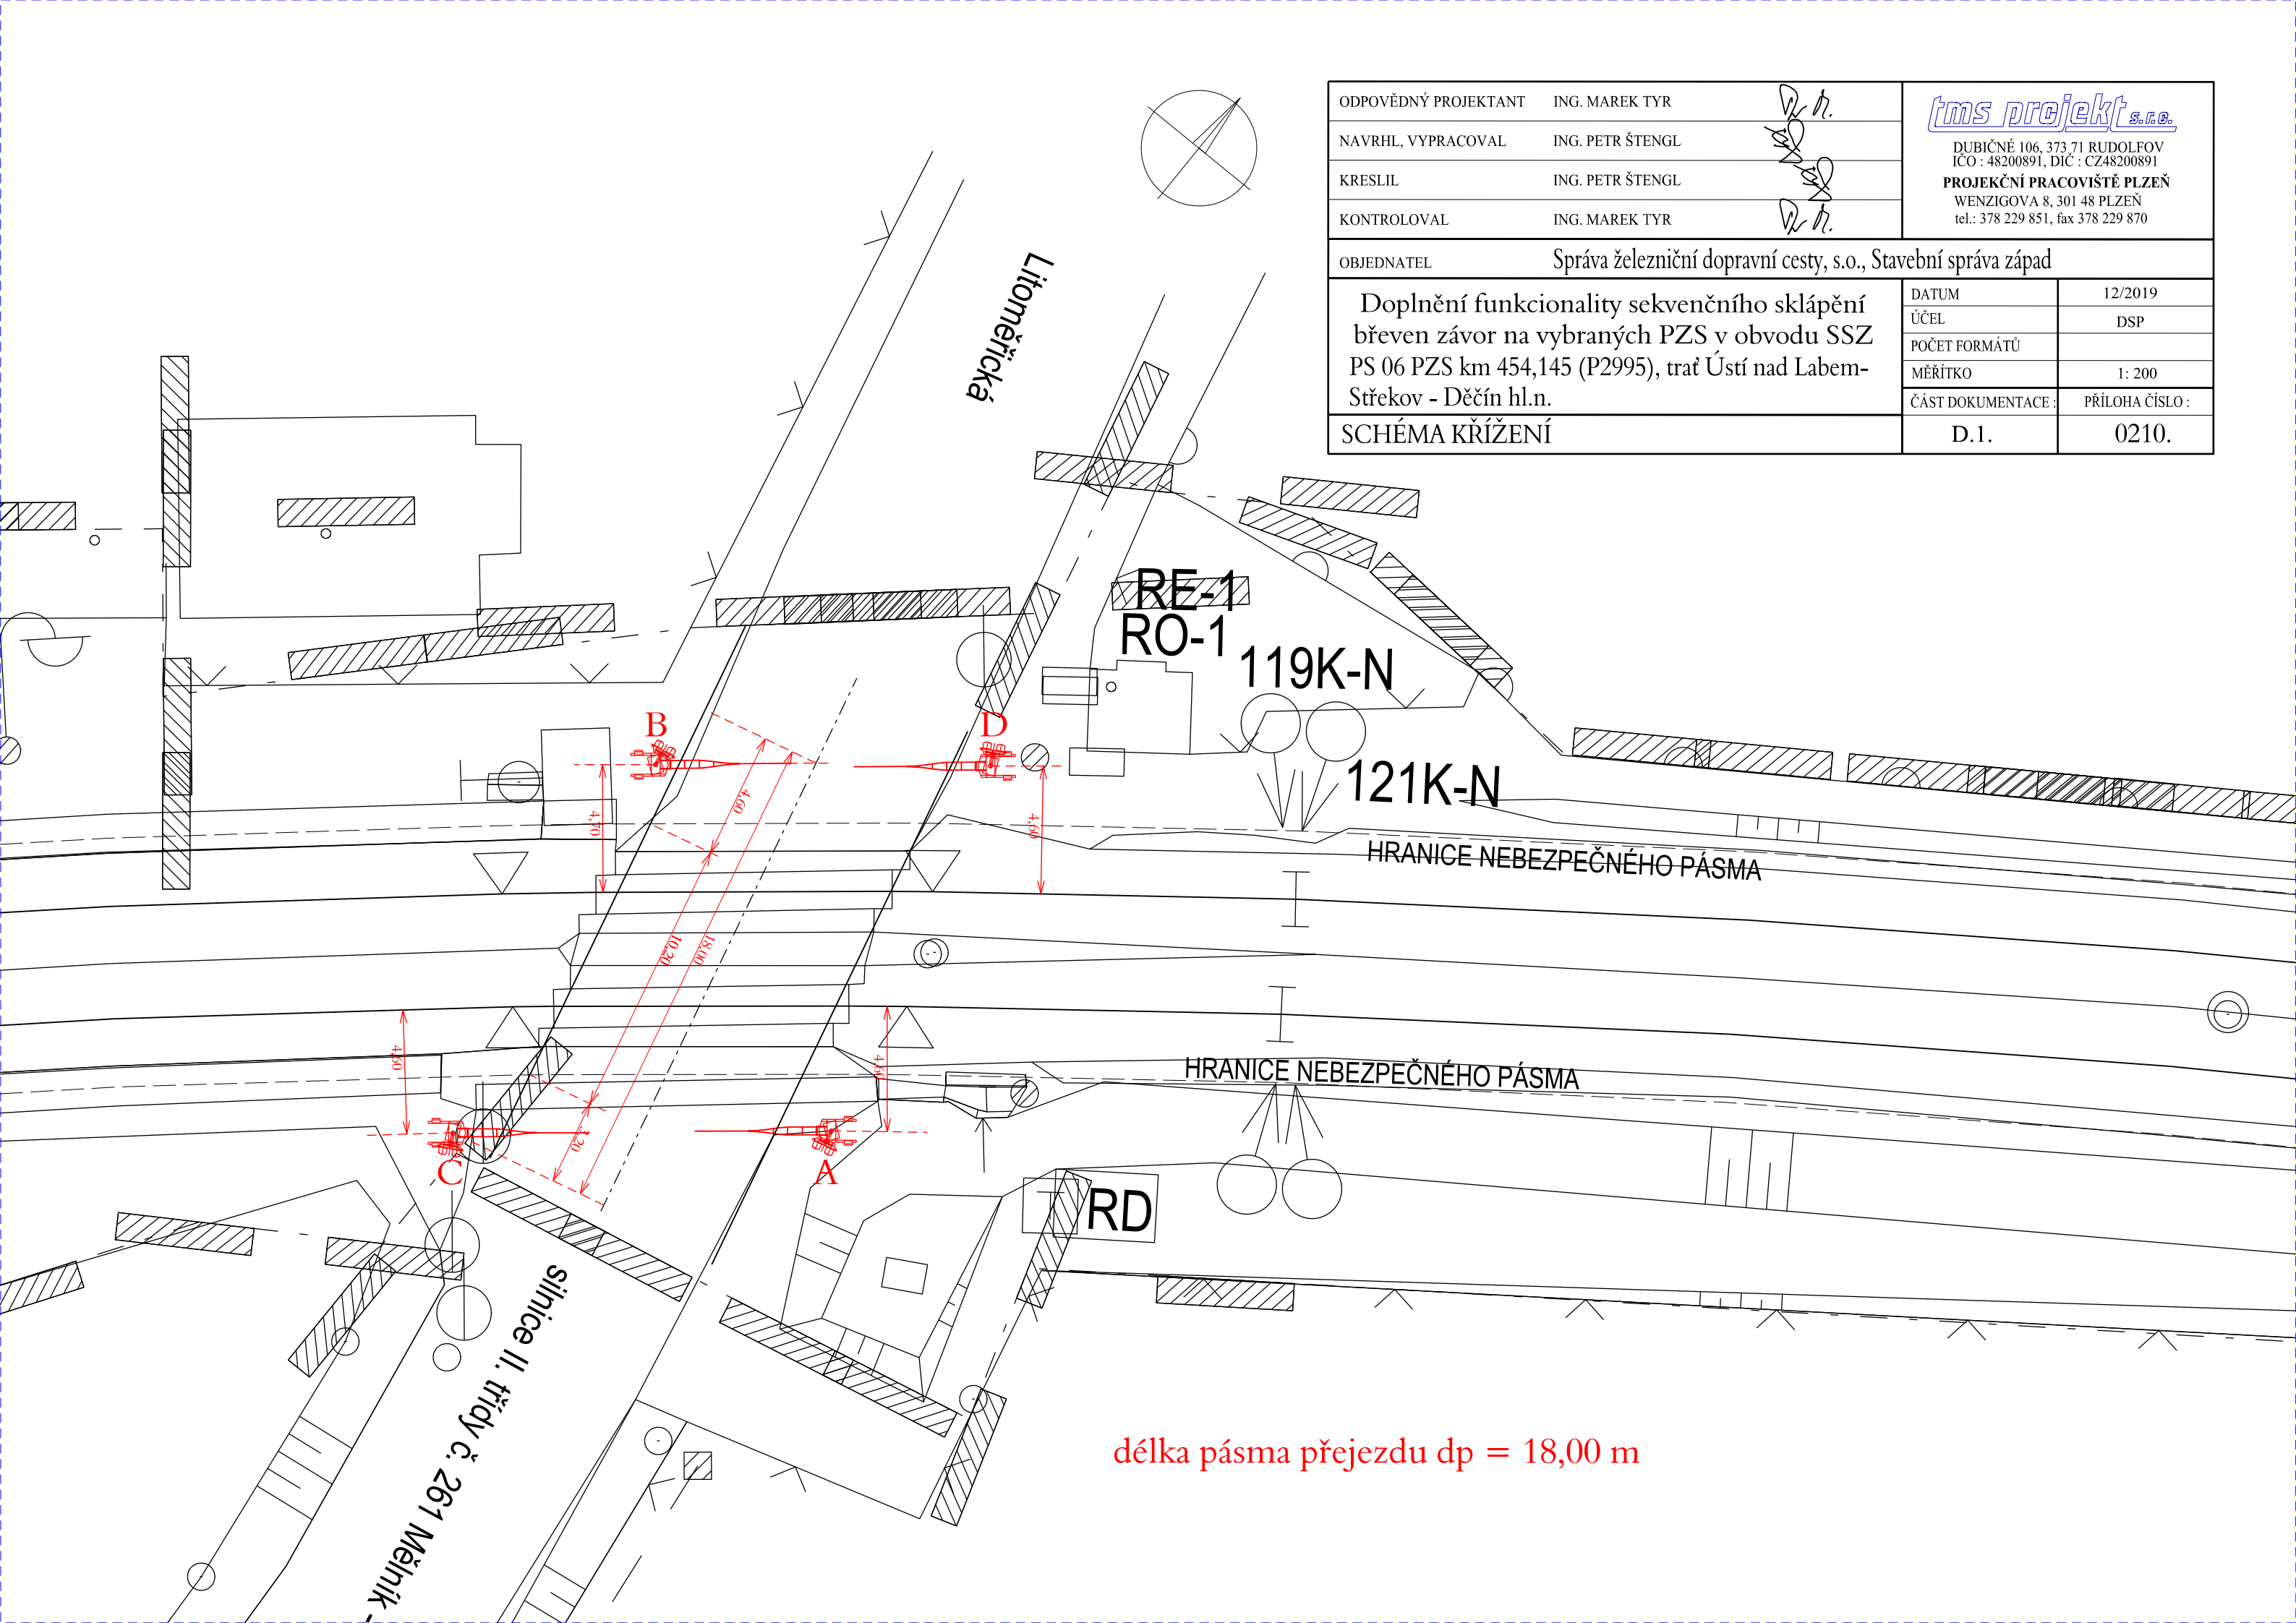 ODPOVĚDNÝ PROJEKTANT ING. MAREK TYR
NAVRHL, VYPRACOVAL ING. PETR ŠTENGL
KRESLIL ING. PETR ŠTENGL
KONTROLOVAL ING. MAREK TYR
tms projekt s.r.o.
DUBIČNÉ 106, 373 71 RUDOLFOV
IČO : 48200891, DIČ : CZ48200891
PROJEKČNÍ PRACOVIŠTĚ PLZEŇ
WENZIGOVA 8, 301 48 PLZEŇ
tel.: 378 229 851, fax 378 229 870
OBJEDNATEL Správa železniční dopravní cesty, s.o., Stavební správa západ
Doplnění funkcionality sekvenčního sklápění
břeven závor na vybraných PZS v obvodu SSZ
PS 06 PZS km 454,145 (P2995), trať Ústí nad Labem-
Střekov - Děčín hl.n.
SCHÉMA KŘÍŽENÍ
DATUM 12/2019
ÚČEL DSP
POČET FORMÁTŮ
MĚŘÍTKO 1: 200
ČÁST DOKUMENTACE : PŘÍLOHA ČÍSLO :
D.1. 0210.
Litoměřická
RE-1
RO-1
119K-N
121K-N
B
D
4,60
4,70
4,60
HRANICE NEBEZPEČNÉHO PÁSMA
10,20
18,00
4,60
4,60
HRANICE NEBEZPEČNÉHO PÁSMA
3,20
C
A
RD
silnice II. třídy č. 261 Mělník -
délka pásma přejezdu dp = 18,00 m